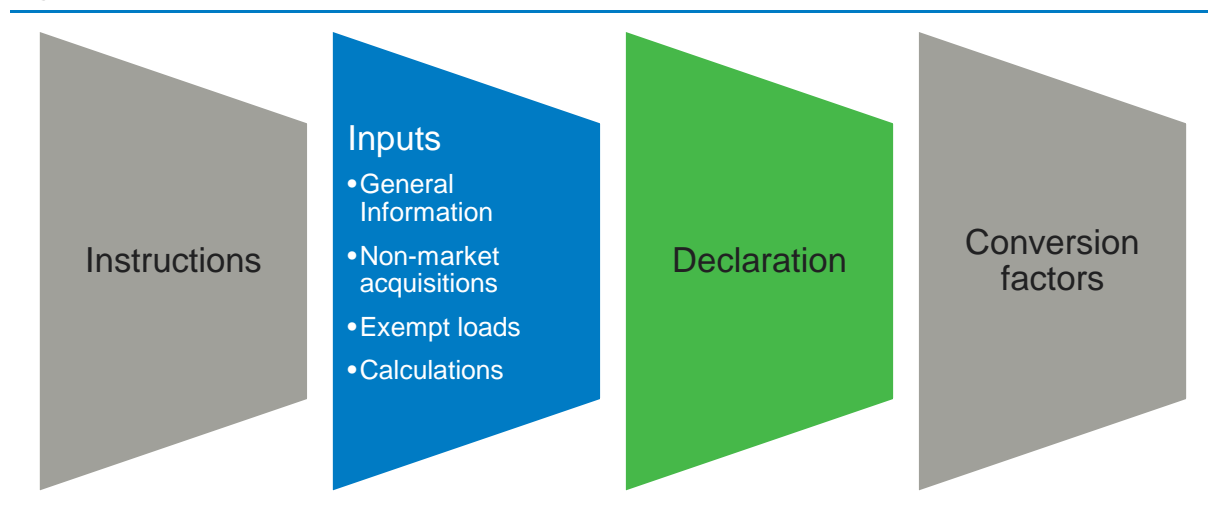 Instructions
Inputs
•General
Information
•Non-market
acquisitions
•Exempt loads
•Calculations
Declaration
Conversion
factors